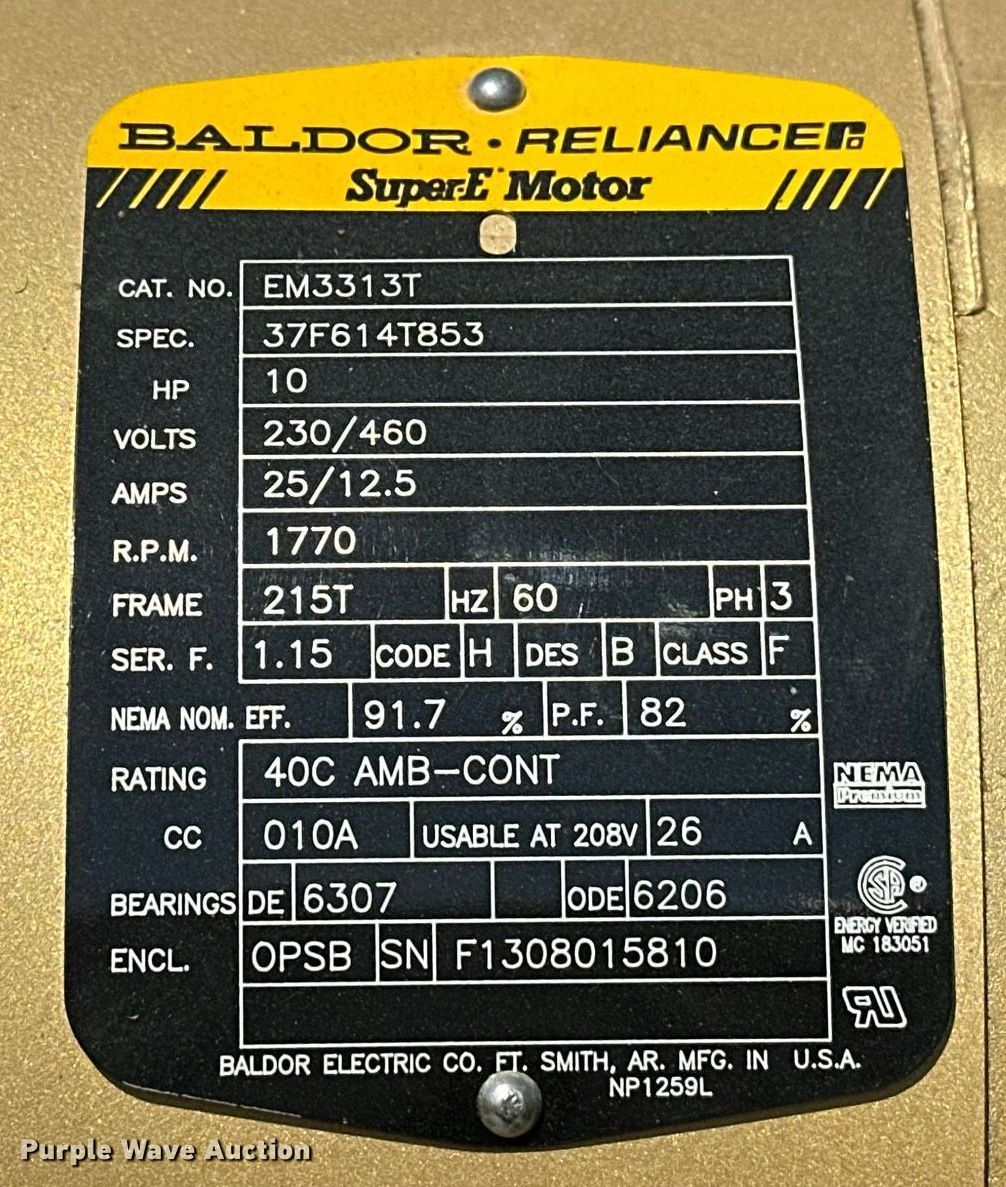 BALDOR • RELIANCE
Super-E Motor
CAT. NO. EM3313T
SPEC. 37F614T853
HP 10
VOLTS 230/460
AMPS 25/12.5
R.P.M. 1770
FRAME 215T HZ 60 PH 3
SER. F. 1.15 CODE H DES B CLASS F
NEMA NOM. EFF. 91.7 % P.F. 82 %
RATING 40C AMB-CONT
NEMA
Premium
CC 010A USABLE AT 208V 26 A
BEARINGS DE 6307 ODE 6206
SA ®
ENERGY VERIFIED
MC 183051
ENCL. OPSB SN F1308015810
RU
BALDOR ELECTRIC CO. FT. SMITH, AR. MFG. IN U.S.A.
NP1259L
Purple Wave Auction